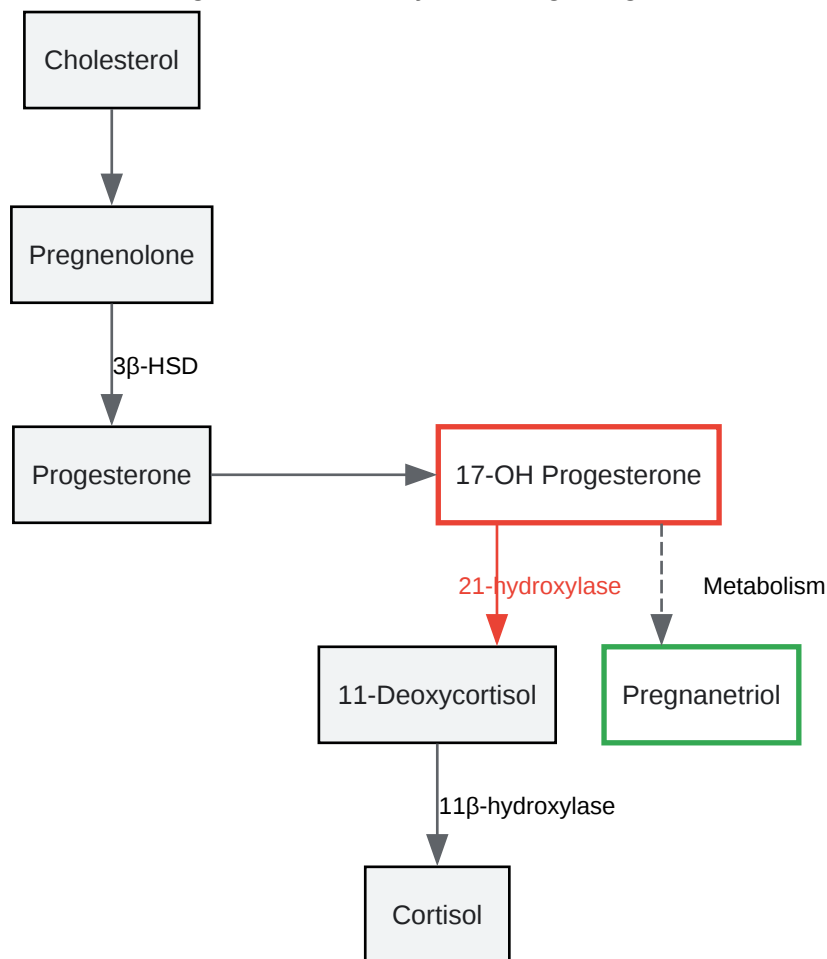 Cholesterol
Pregnenolone
3β-HSD
Progesterone
17-OH Progesterone
21-hydroxylase
Metabolism
11-Deoxycortisol
Pregnanetriol
11β-hydroxylase
Cortisol